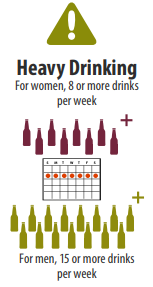 Heavy Drinking
For women, 8 or more drinks
per week
+
S M T W T F S
+
For men, 15 or more drinks
per week